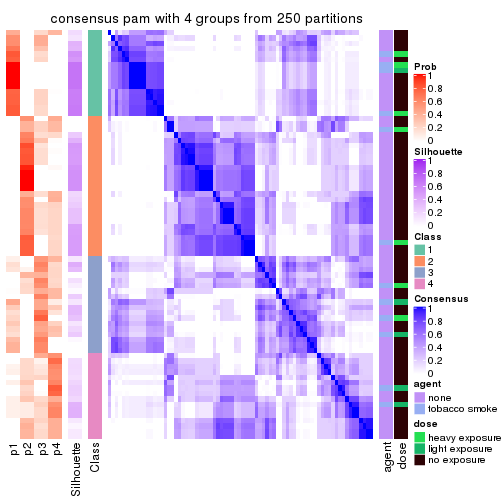 consensus pam with 4 groups from 250 partitions
Prob
1
0.8
0.6
0.4
0.2
0
Silhouette
1
0.8
0.6
0.4
0.2
0
Class
1
2
3
4
Consensus
1
0.8
0.6
0.4
0.2
0
agent
none
tobacco smoke
dose
heavy exposure
light exposure
no exposure
p1
p2
p3
p4
Silhouette
Class
agent
dose